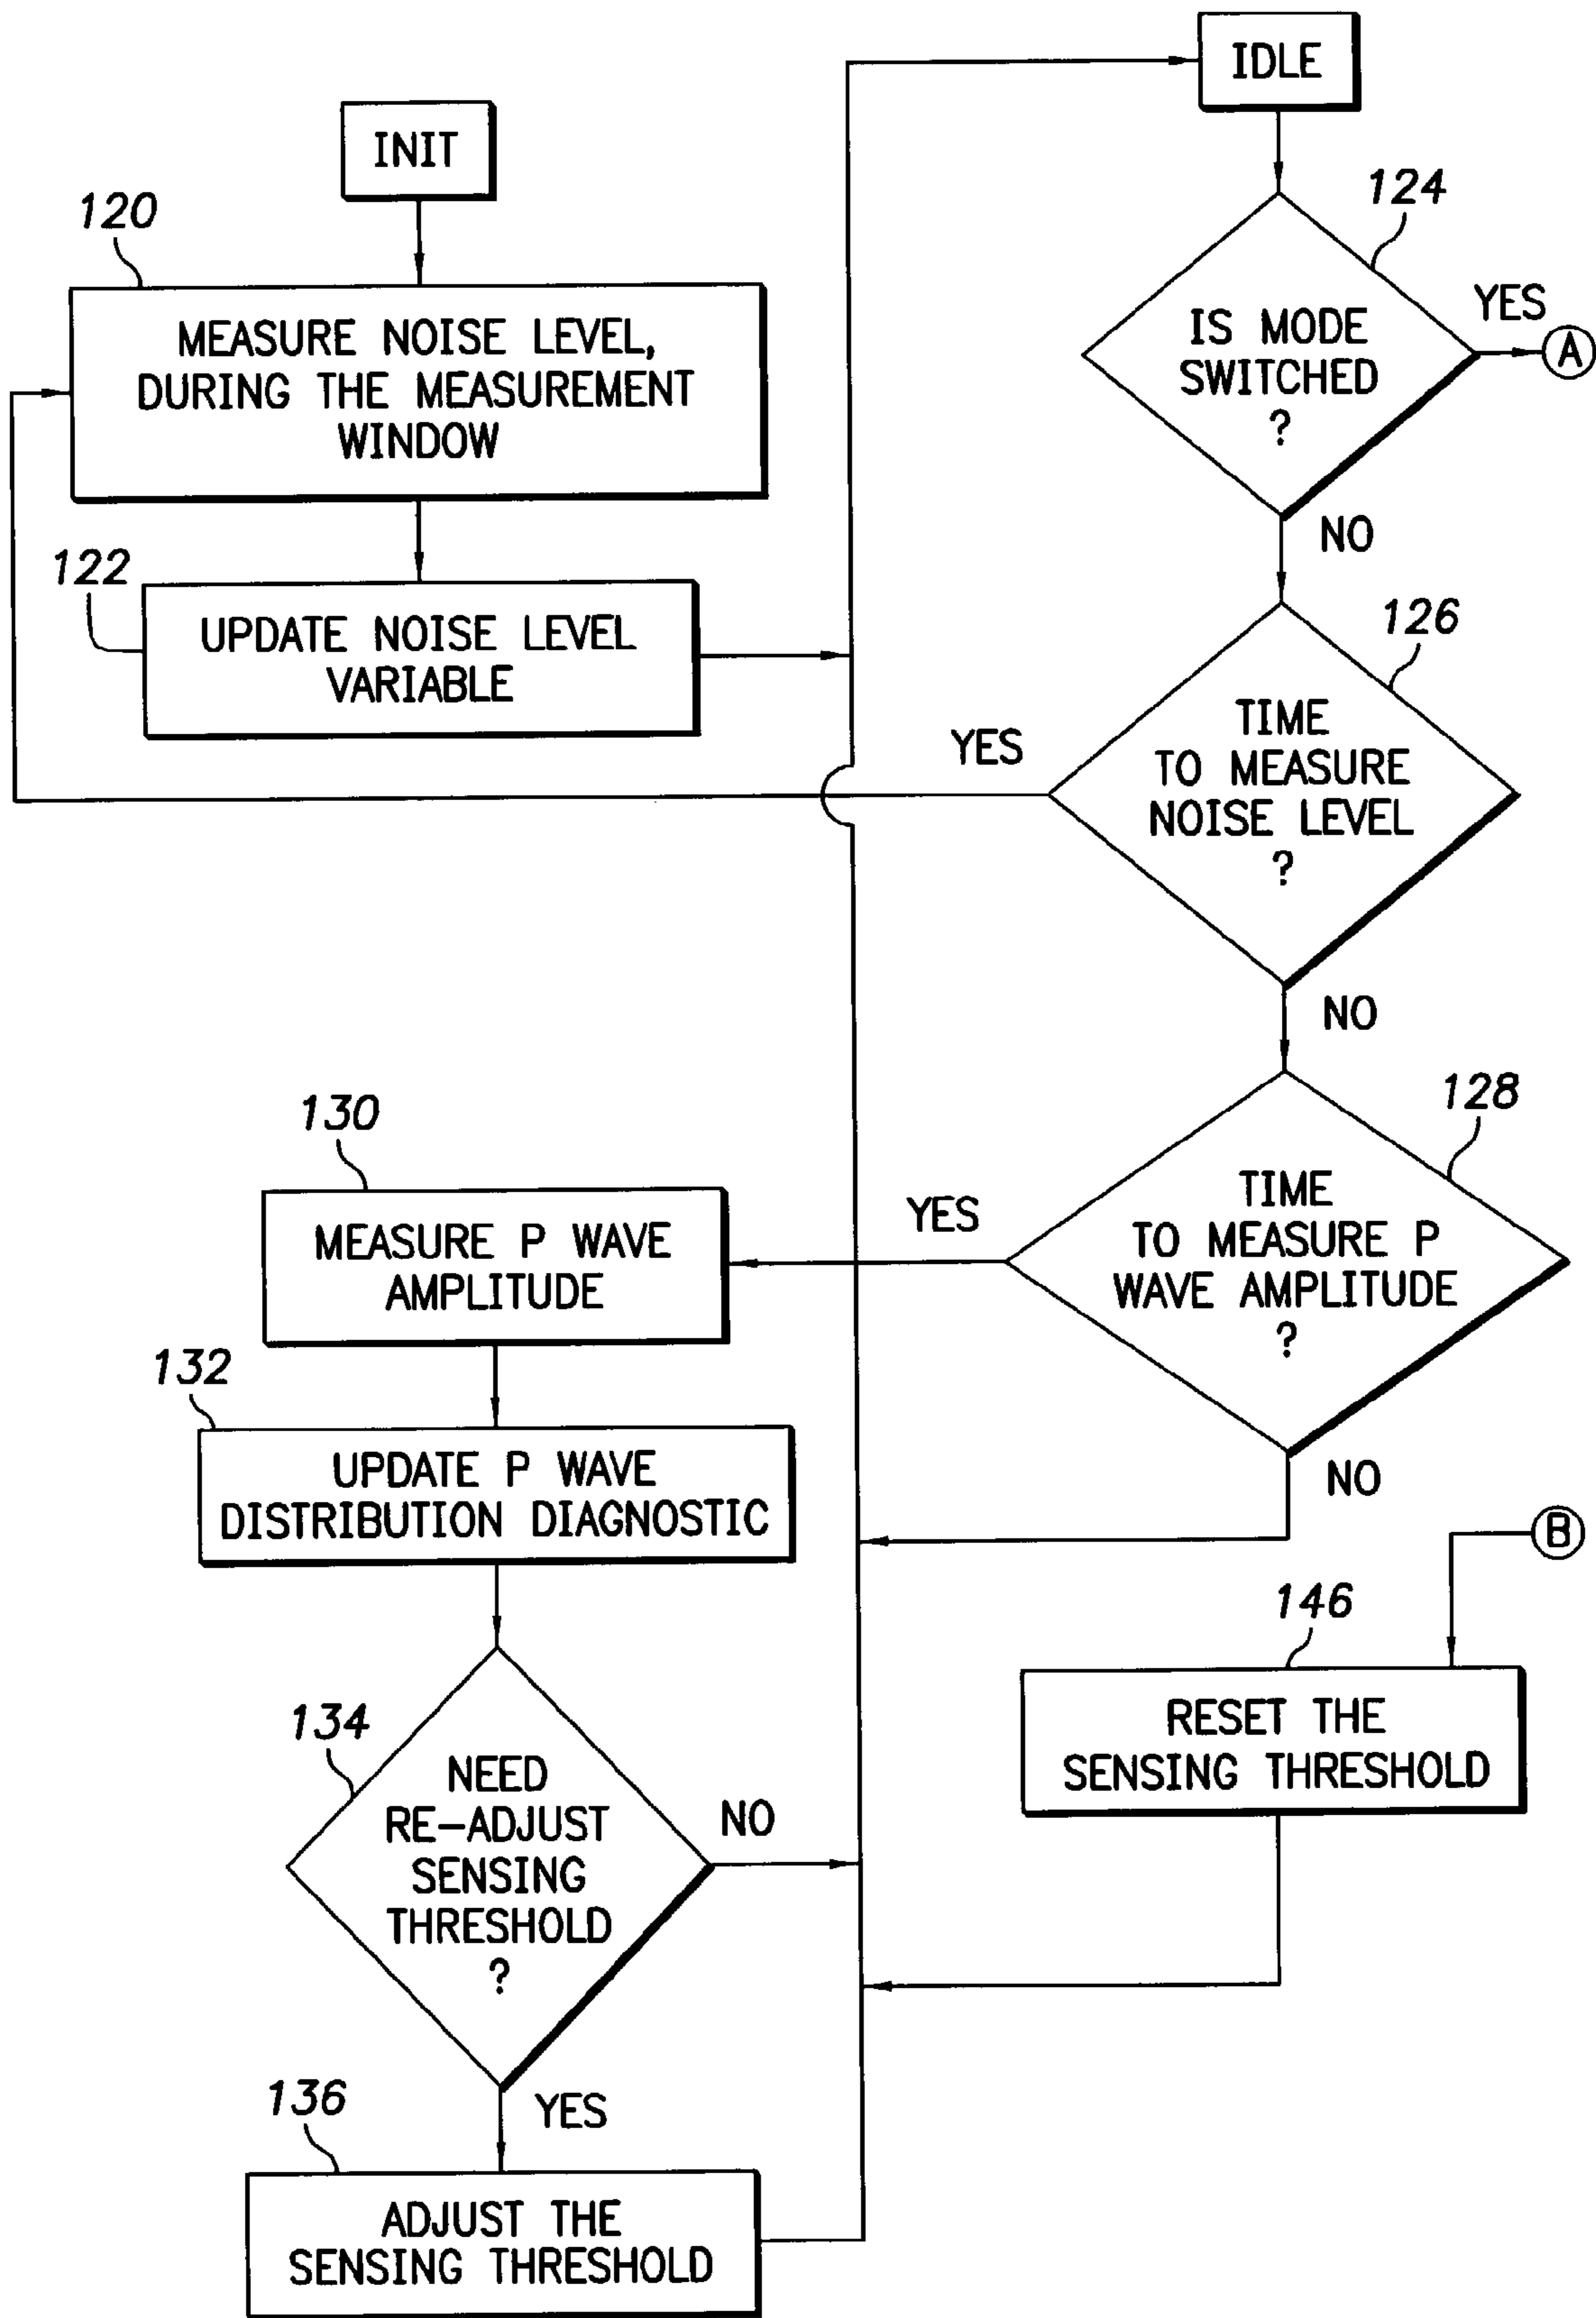 IDLE
INIT
120
MEASURE NOISE LEVEL,
DURING THE MEASUREMENT
WINDOW
122
UPDATE NOISE LEVEL
VARIABLE
124
IS MODE
SWITCHED
?
YES
A
NO
126
TIME
TO MEASURE
NOISE LEVEL
?
YES
NO
128
TIME
TO MEASURE P
WAVE AMPLITUDE
?
YES
NO
130
MEASURE P WAVE
AMPLITUDE
132
UPDATE P WAVE
DISTRIBUTION DIAGNOSTIC
134
NEED
RE-ADJUST
SENSING
THRESHOLD
?
NO
YES
136
ADJUST THE
SENSING THRESHOLD
B
146
RESET THE
SENSING THRESHOLD